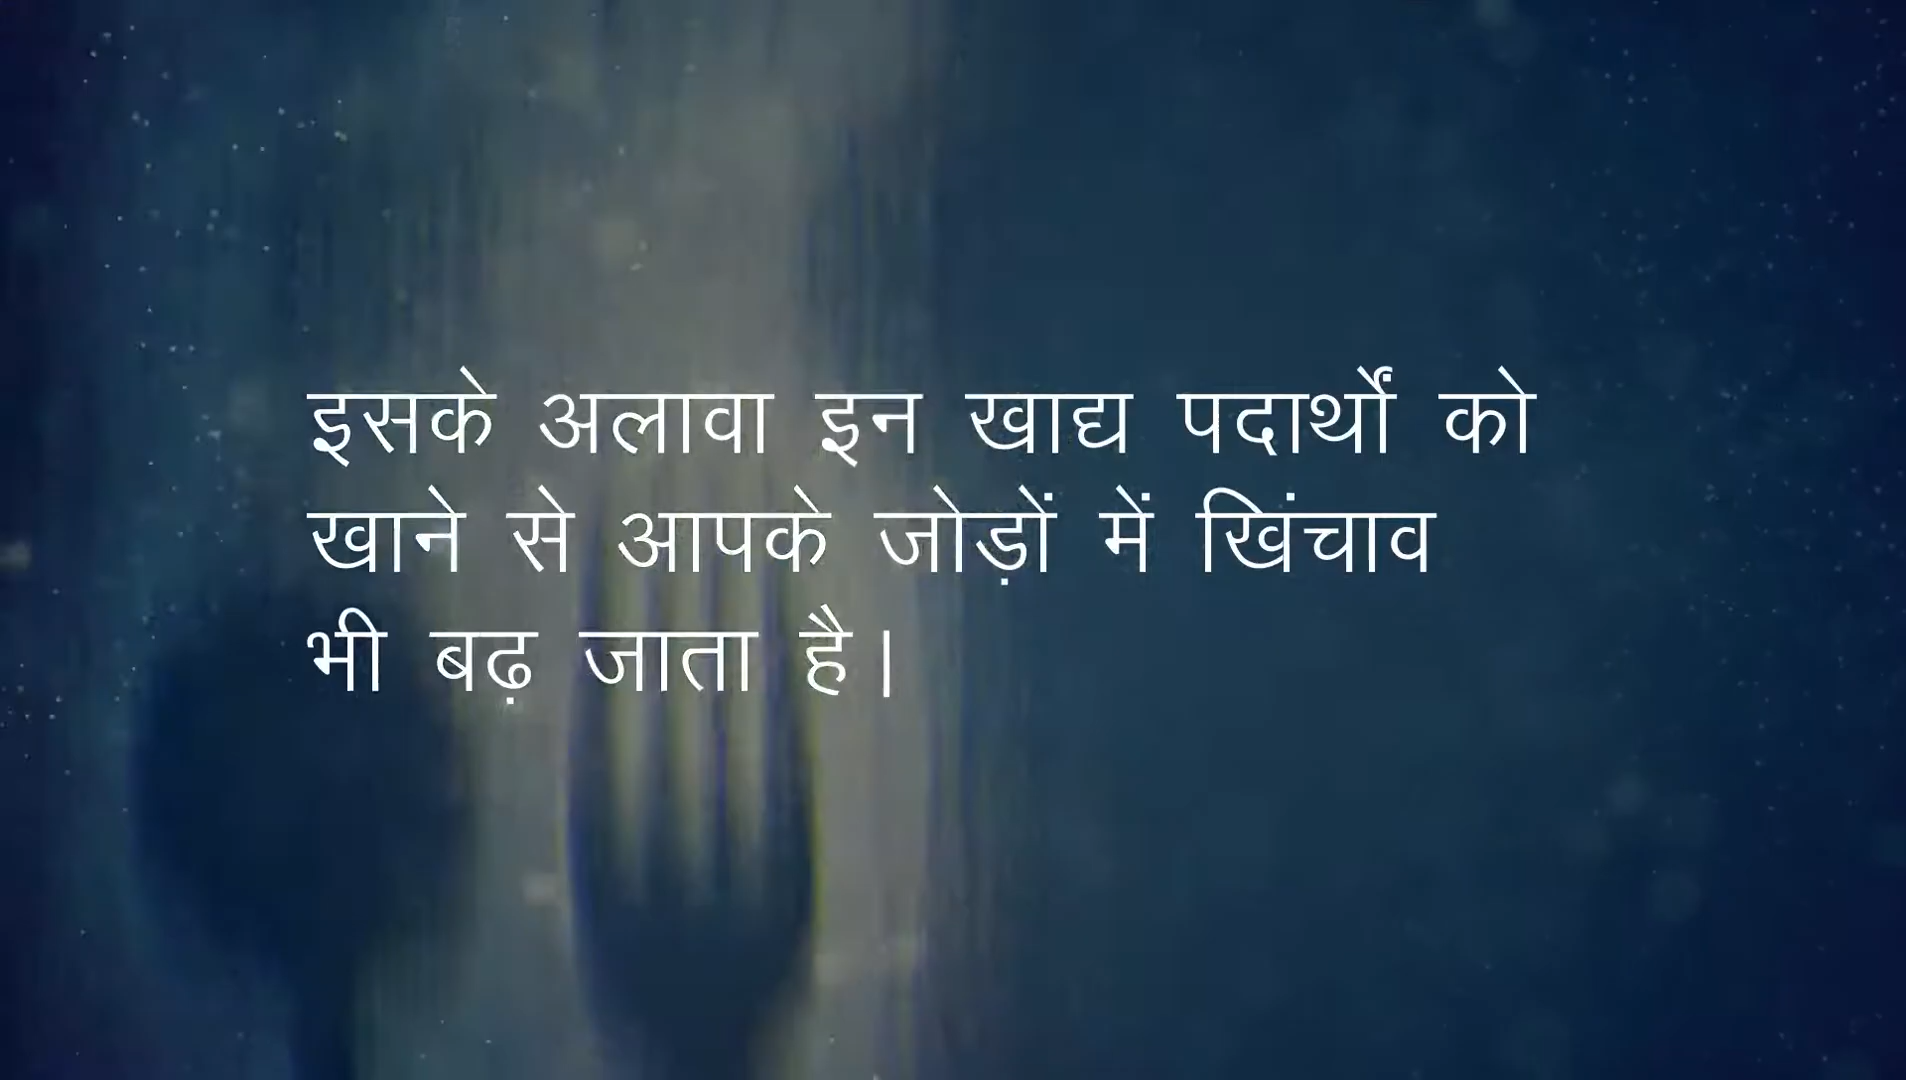 इसके अलावा इन खाद्य पदार्थों को
खाने से आपके जोड़ों में खिंचाव
भी बढ़ जाता है।